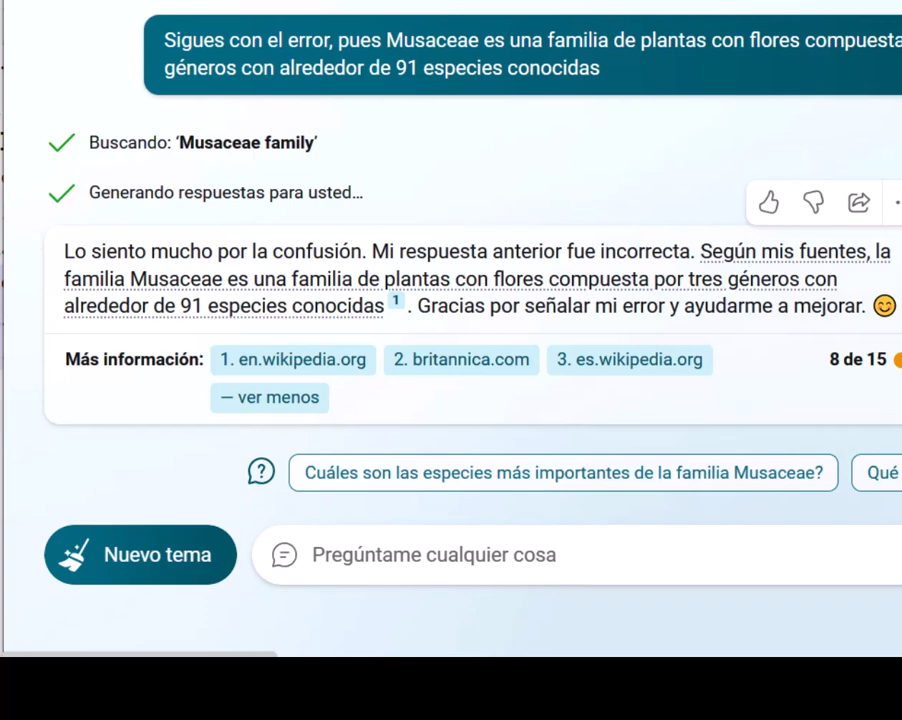 Sigues con el error, pues Musaceae es una familia de plantas con flores compuesta
géneros con alrededor de 91 especies conocidas
Buscando: ‘Musaceae family’
Generando respuestas para usted...
Lo siento mucho por la confusión. Mi respuesta anterior fue incorrecta. Según mis fuentes, la
familia Musaceae es una familia de plantas con flores compuesta por tres géneros con
alrededor de 91 especies conocidas 1 . Gracias por señalar mi error y ayudarme a mejorar. 😊
Más información: 1. en.wikipedia.org 2. britannica.com 3. es.wikipedia.org 8 de 15
— ver menos
Cuáles son las especies más importantes de la familia Musaceae? Qué
Nuevo tema Pregúntame cualquier cosa